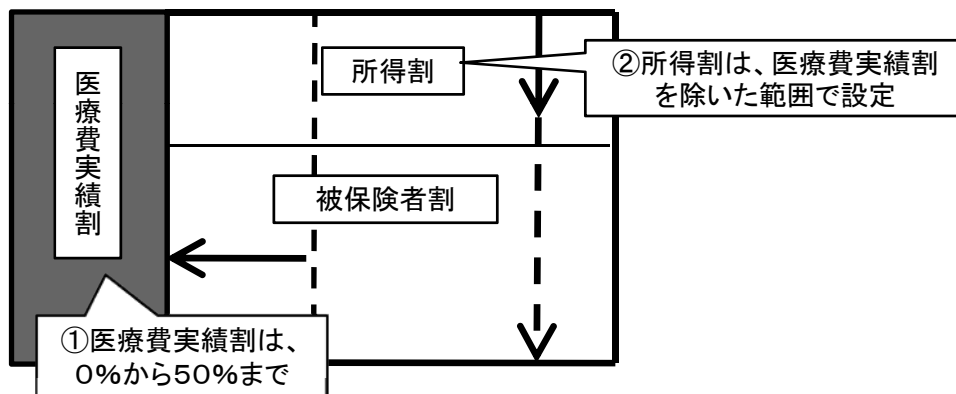 医療費実績割
所得割
②所得割は、医療費実績割
を除いた範囲で設定
被保険者割
①医療費実績割は、
0%から50%まで